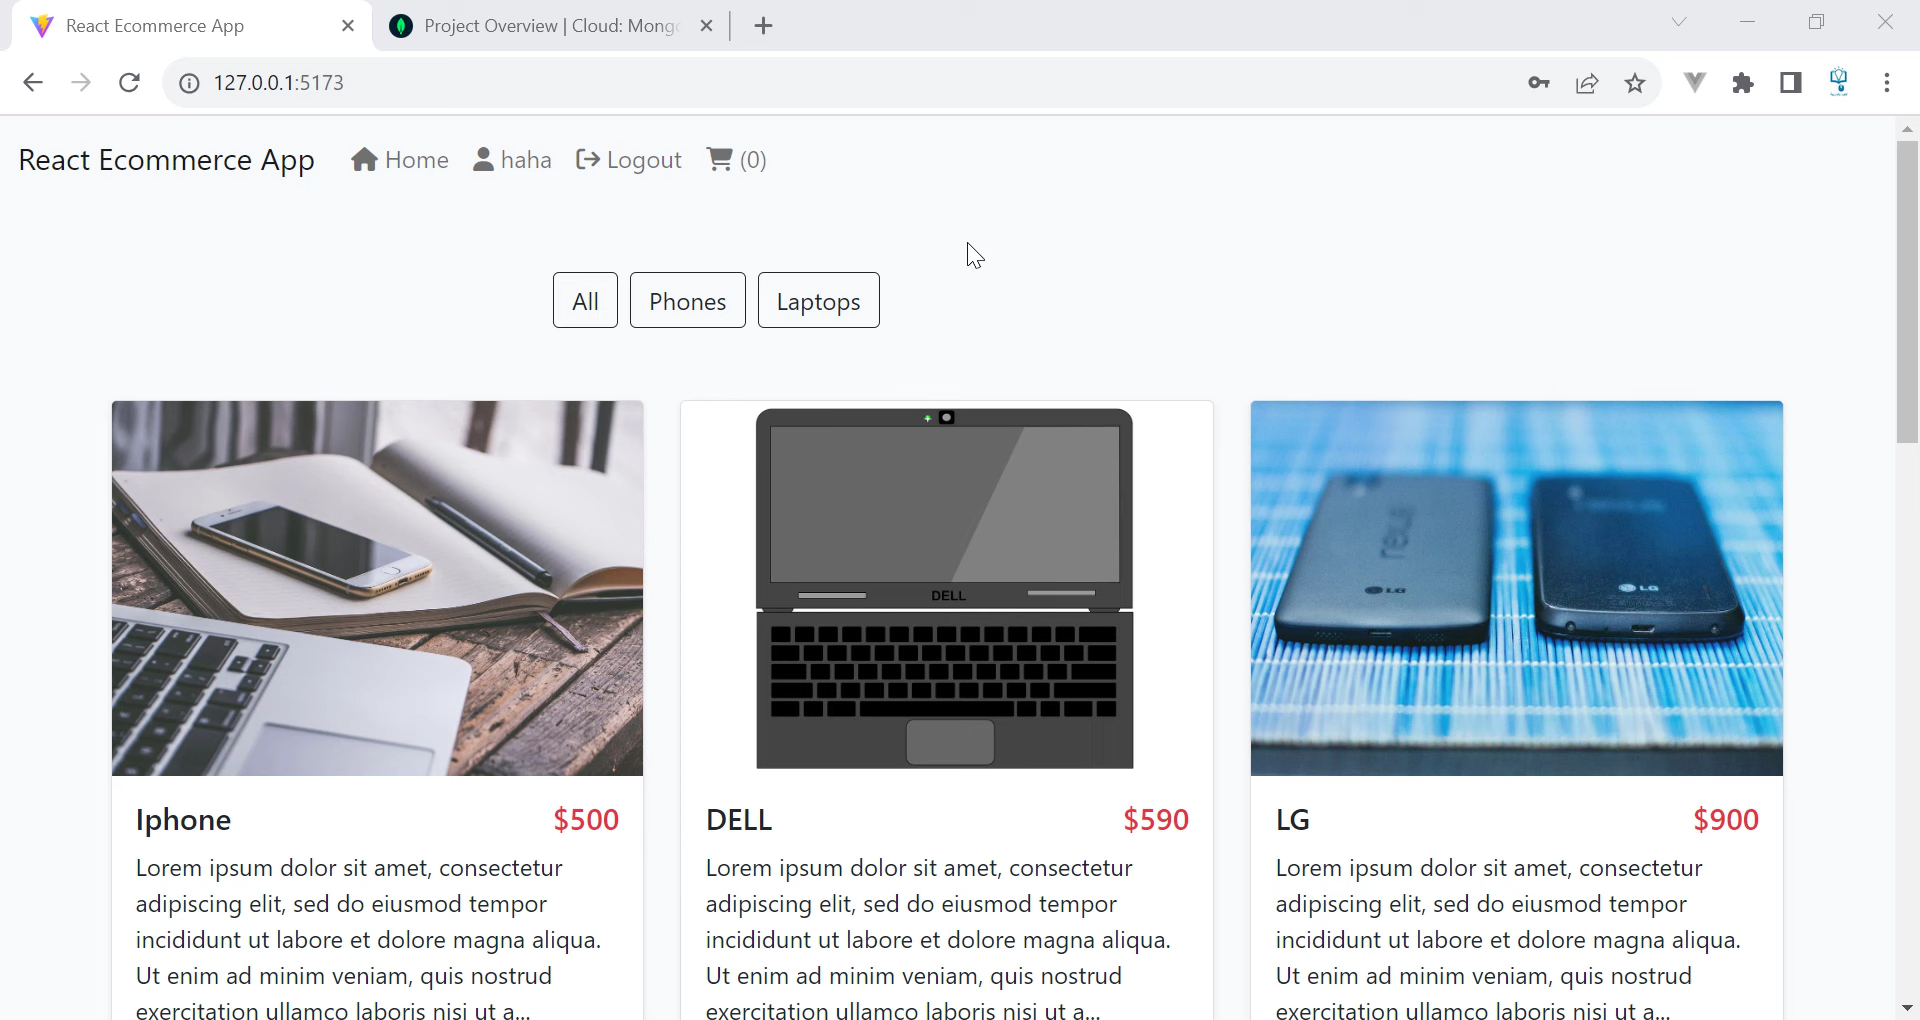 React Ecommerce App
Project Overview | Cloud: Mong
127.0.0.1:5173
React Ecommerce App Home haha Logout (0)
All Phones Laptops
nexus
LG LG
DELL
Iphone $500
Lorem ipsum dolor sit amet, consectetur
adipiscing elit, sed do eiusmod tempor
incididunt ut labore et dolore magna aliqua.
Ut enim ad minim veniam, quis nostrud
exercitation ullamco laboris nisi ut a...
DELL $590
Lorem ipsum dolor sit amet, consectetur
adipiscing elit, sed do eiusmod tempor
incididunt ut labore et dolore magna aliqua.
Ut enim ad minim veniam, quis nostrud
exercitation ullamco laboris nisi ut a...
LG $900
Lorem ipsum dolor sit amet, consectetur
adipiscing elit, sed do eiusmod tempor
incididunt ut labore et dolore magna aliqua.
Ut enim ad minim veniam, quis nostrud
exercitation ullamco laboris nisi ut a...